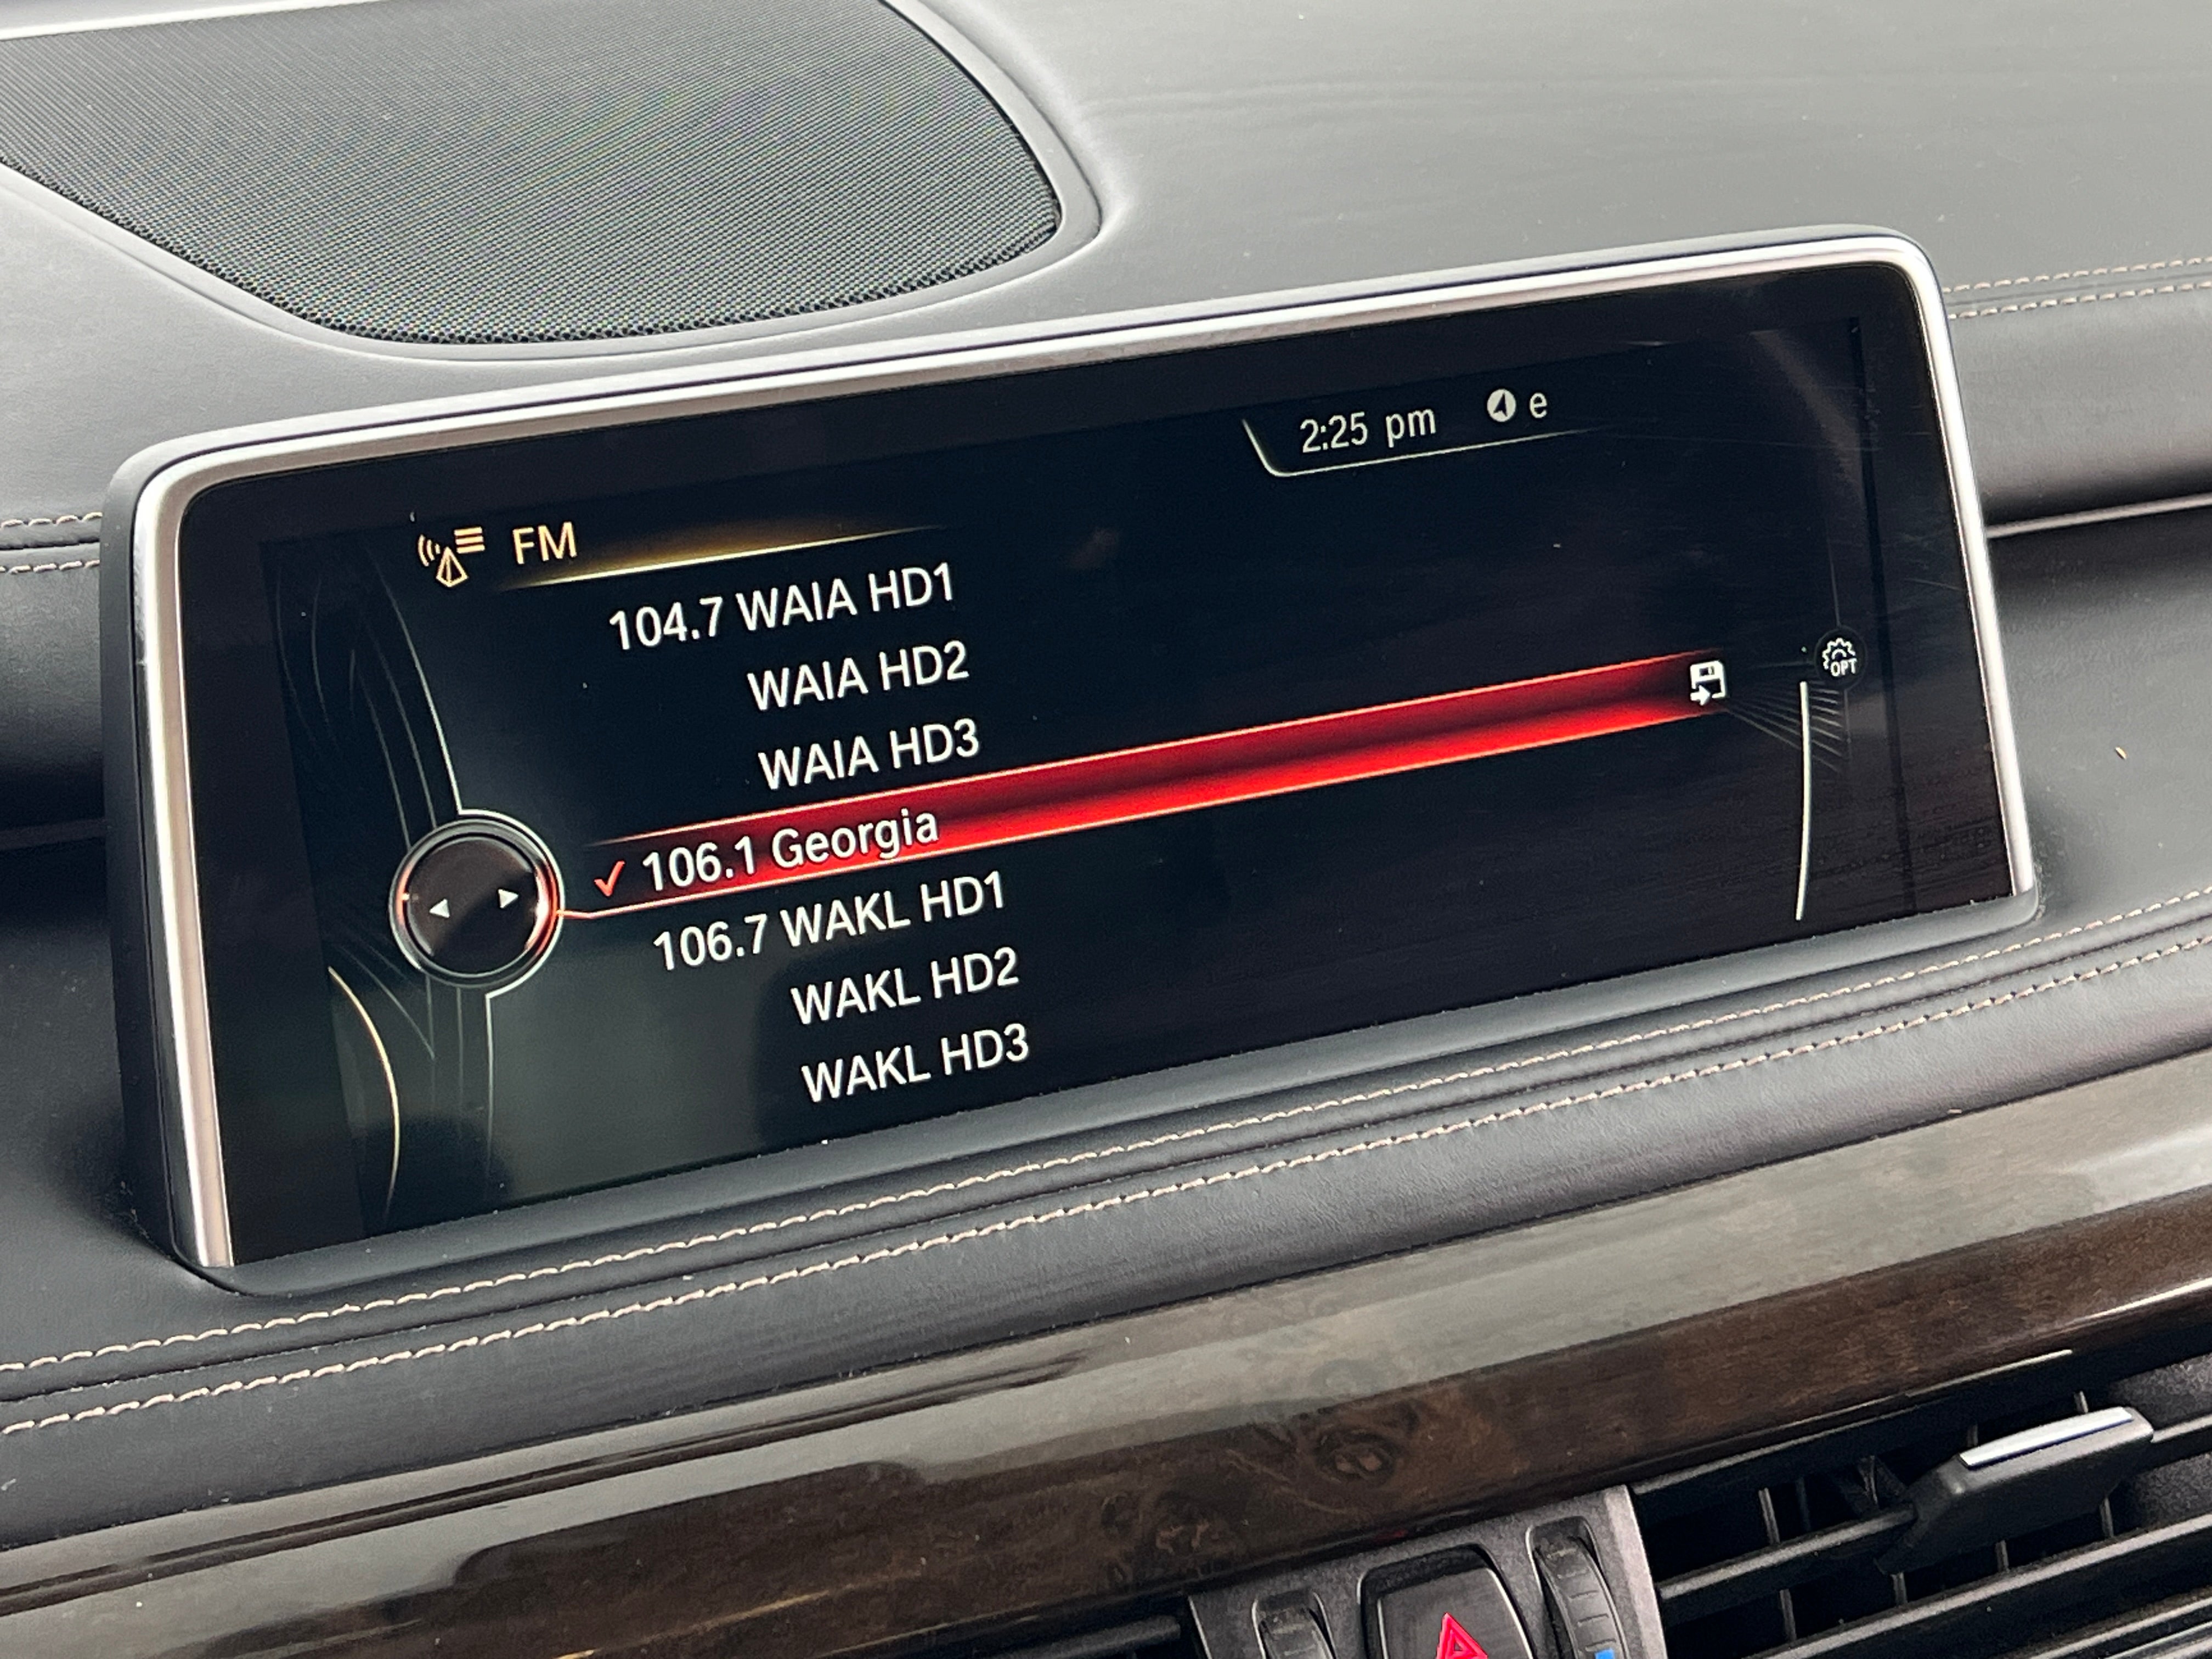 2:25 pm e
FM
104.7 WAIA HD1
WAIA HD2
WAIA HD3
OPT
✓ 106.1 Georgia
106.7 WAKL HD1
WAKL HD2
WAKL HD3